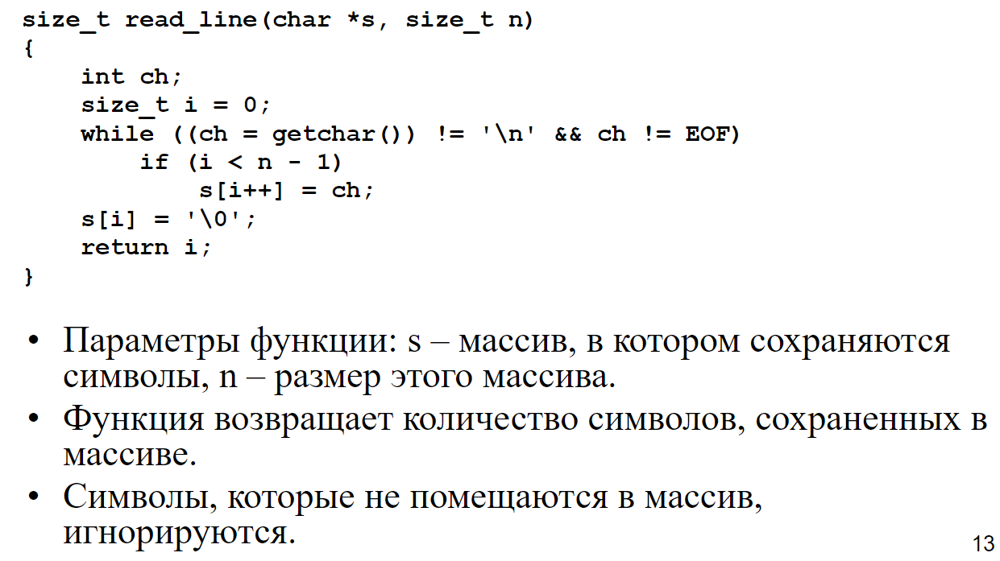 size_t read_line(char *s, size_t n)
{
    int ch;
    size_t i = 0;
    while ((ch = getchar()) != '\n' && ch != EOF)
        if (i < n - 1)
            s[i++] = ch;
    s[i] = '\0';
    return i;
}
• Параметры функции: s – массив, в котором сохраняются
символы, n – размер этого массива.
• Функция возвращает количество символов, сохраненных в
массиве.
• Символы, которые не помещаются в массив,
игнорируются.
13